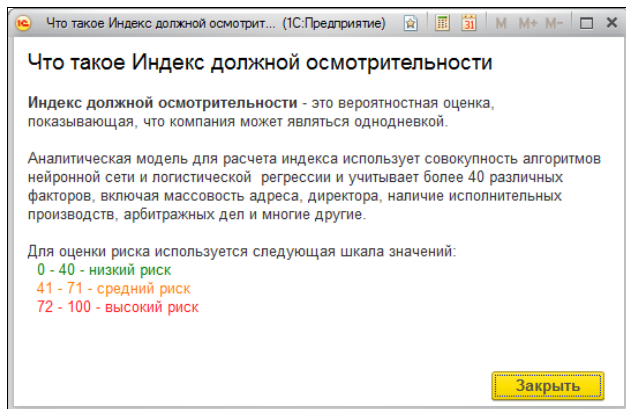 Что такое Индекс должной осмотрит... (1С:Предприятие) 31 M M+ M-
Что такое Индекс должной осмотрительности
Индекс должной осмотрительности - это вероятностная оценка,
показывающая, что компания может являться однодневкой.
Аналитическая модель для расчета индекса использует совокупность алгоритмов
нейронной сети и логистической регрессии и учитывает более 40 различных
факторов, включая массовость адреса, директора, наличие исполнительных
производств, арбитражных дел и многие другие.
Для оценки риска используется следующая шкала значений:
0 - 40 - низкий риск
41 - 71 - средний риск
72 - 100 - высокий риск
Закрыть